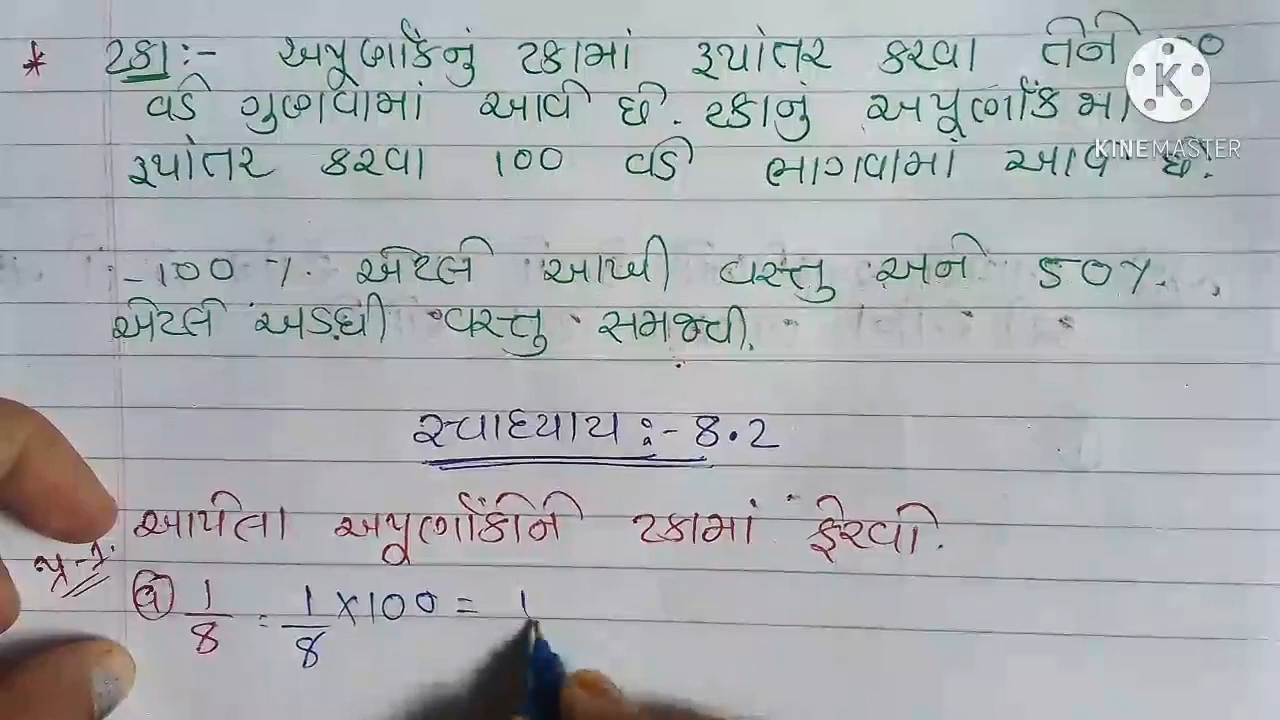 * ટકા :- અપૂર્ણાંકનું ટકામાં રૂપાંતર કરવા તેને
વડે ગુણવામાં આવે છે. ટકાનું અપૂર્ણાંકમાં
રૂપાંતર કરવા 100 વડે ભાગવામાં આવે છે.
K
KINEMASTER
- 100 % એટલે આખી વસ્તુ અને 50%.
એટલે અડધી વસ્તુ સમજવી.
સ્વાધ્યાય :- 8.2
આપેલા અપૂર્ણાંકોને ટકામાં ફેરવો.
પ્ર-1. 1/8 = 1/8 × 100 = 1